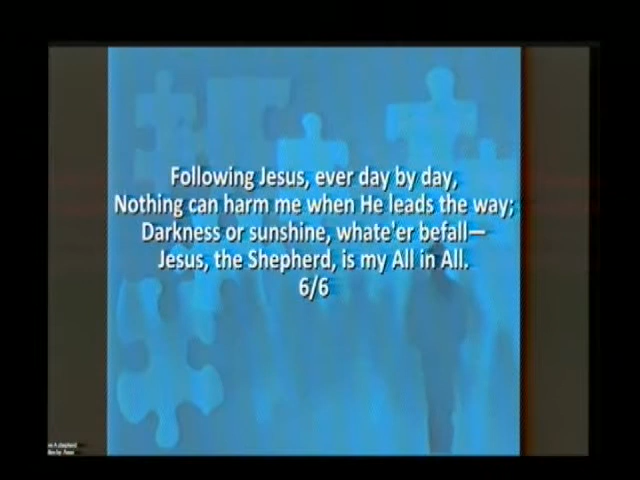 Following Jesus, ever day by day,
Nothing can harm me when He leads the way;
Darkness or sunshine, whate'er befall—
Jesus, the Shepherd, is my All in All.
6/6